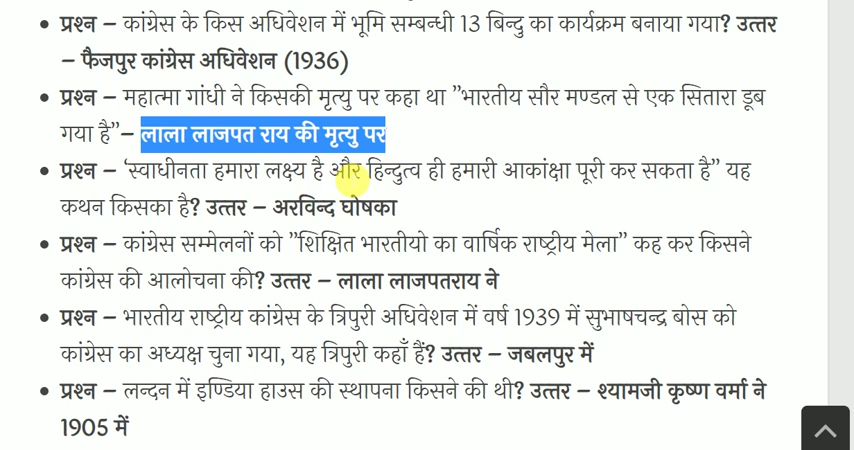 प्रश्न – कांग्रेस के किस अधिवेशन में भूमि सम्बन्धी 13 बिन्दु का कार्यक्रम बनाया गया? उत्तर
– फैजपुर कांग्रेस अधिवेशन (1936)
प्रश्न – महात्मा गांधी ने किसकी मृत्यु पर कहा था ”भारतीय सौर मण्डल से एक सितारा डूब
गया है”– लाला लाजपत राय की मृत्यु पर
प्रश्न – ‘स्वाधीनता हमारा लक्ष्य है और हिन्दुत्व ही हमारी आकांक्षा पूरी कर सकता है” यह
कथन किसका है? उत्तर – अरविन्द घोषका
प्रश्न – कांग्रेस सम्मेलनों को ”शिक्षित भारतीयो का वार्षिक राष्ट्रीय मेला” कह कर किसने
कांग्रेस की आलोचना की? उत्तर – लाला लाजपतराय ने
प्रश्न – भारतीय राष्ट्रीय कांग्रेस के त्रिपुरी अधिवेशन में वर्ष 1939 में सुभाषचन्द्र बोस को
कांग्रेस का अध्यक्ष चुना गया, यह त्रिपुरी कहाँ हैं? उत्तर – जबलपुर में
प्रश्न – लन्दन में इण्डिया हाउस की स्थापना किसने की थी? उत्तर – श्यामजी कृष्ण वर्मा ने
1905 में